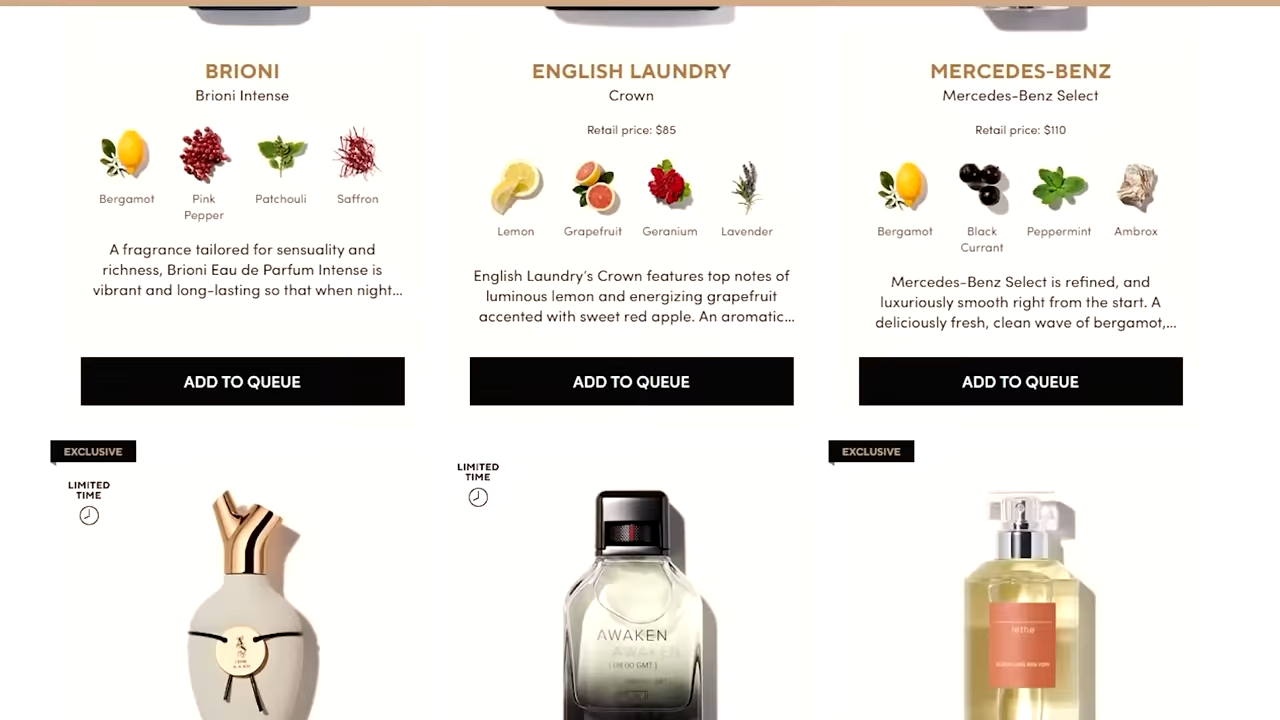 BRIONI
Brioni Intense
Bergamot
Pink
Pepper
Patchouli
Saffron
A fragrance tailored for sensuality and
richness, Brioni Eau de Parfum Intense is
vibrant and long-lasting so that when night...
ADD TO QUEUE
ENGLISH LAUNDRY
Crown
Retail price: $85
Lemon
Grapefruit
Geranium
Lavender
English Laundry's Crown features top notes of
luminous lemon and energizing grapefruit
accented with sweet red apple. An aromatic...
ADD TO QUEUE
MERCEDES-BENZ
Mercedes-Benz Select
Retail price: $110
Bergamot
Black
Currant
Peppermint
Ambrox
Mercedes-Benz Select is refined, and
luxuriously smooth right from the start. A
deliciously fresh, clean wave of bergamot,...
ADD TO QUEUE
EXCLUSIVE
LIMITED
TIME
LIMITED
TIME
AWAKEN
AWAKEN
[ 08:00 GMT ]
EXCLUSIVE
lethe